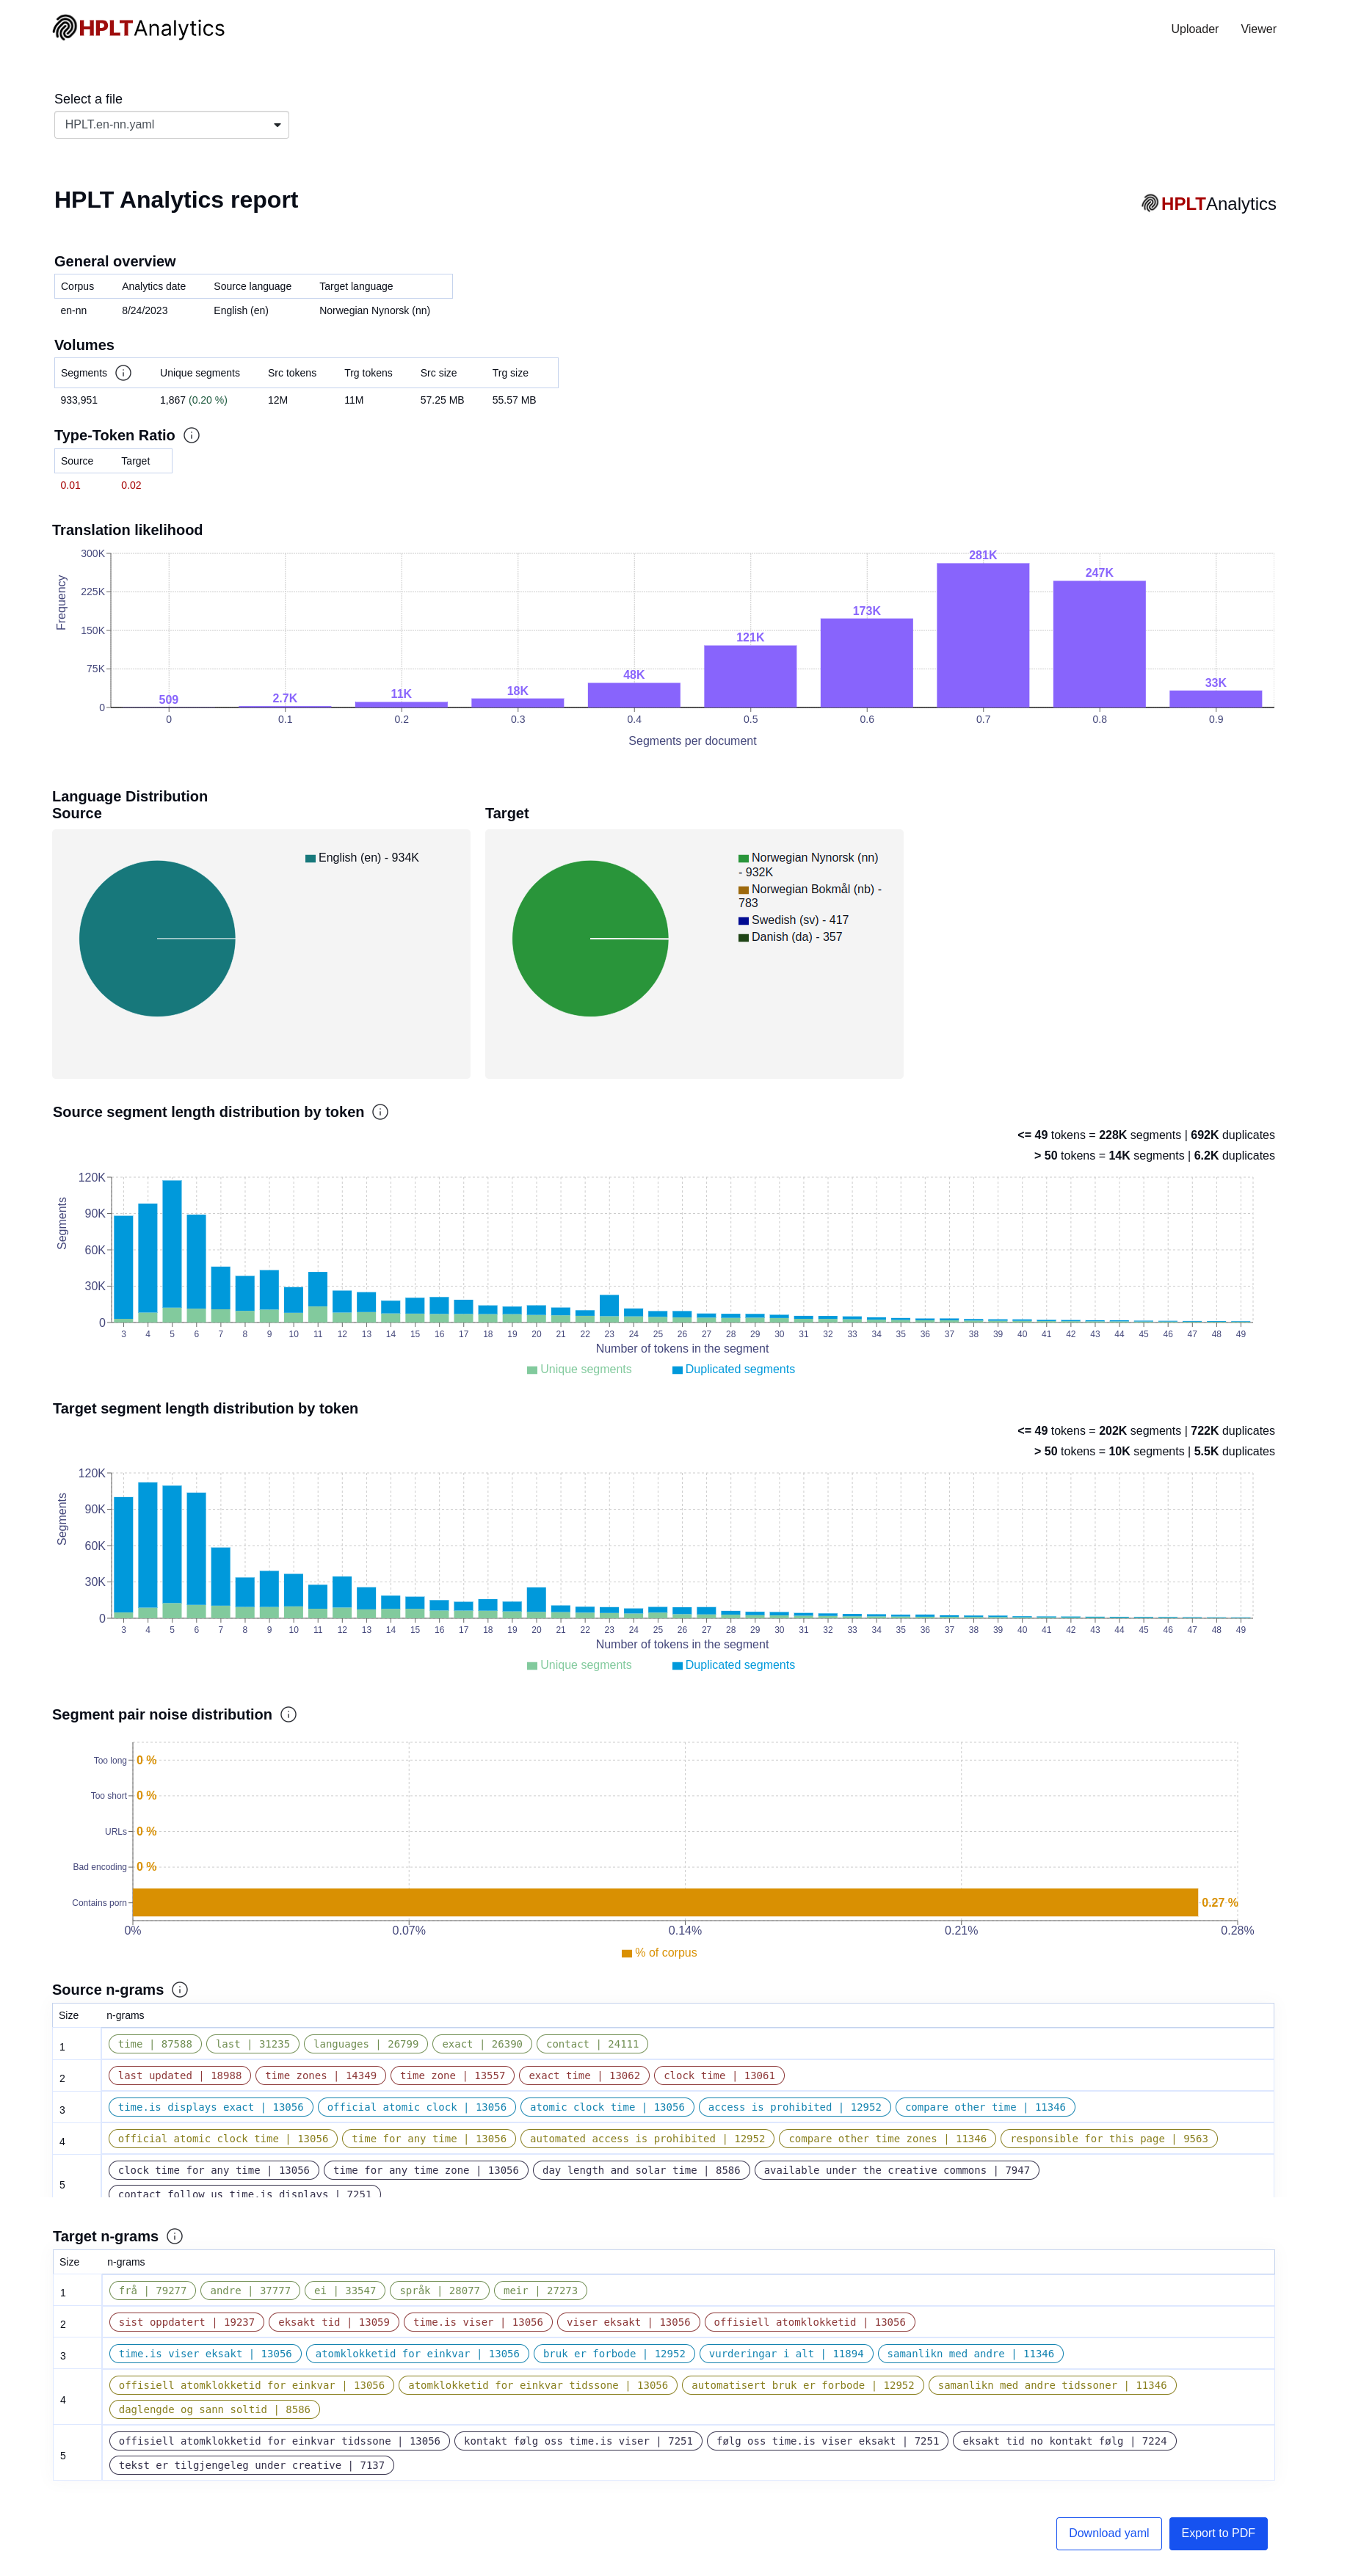 HPLTAnalytics
Uploader Viewer
Select a file
HPLT.en-nn.yaml
HPLT Analytics report
HPLTAnalytics
General overview
Corpus Analytics date Source language Target language
en-nn 8/24/2023 English (en) Norwegian Nynorsk (nn)
Volumes
Segments Unique segments Src tokens Trg tokens Src size Trg size
933,951 1,867 (0.20 %) 12M 11M 57.25 MB 55.57 MB
Type-Token Ratio
Source Target
0.01 0.02
Translation likelihood
Frequency
300K
225K
150K
75K
0
509 2.7K 11K 18K 48K 121K 173K 281K 247K 33K
0 0.1 0.2 0.3 0.4 0.5 0.6 0.7 0.8 0.9
Segments per document
Language Distribution
Source Target
English (en) - 934K
Norwegian Nynorsk (nn)
- 932K
Norwegian Bokmål (nb) -
783
Swedish (sv) - 417
Danish (da) - 357
Source segment length distribution by token
<= 49 tokens = 228K segments | 692K duplicates
> 50 tokens = 14K segments | 6.2K duplicates
Segments
120K
90K
60K
30K
0
3 4 5 6 7 8 9 10 11 12 13 14 15 16 17 18 19 20 21 22 23 24 25 26 27 28 29 30 31 32 33 34 35 36 37 38 39 40 41 42 43 44 45 46 47 48 49
Number of tokens in the segment
Unique segments Duplicated segments
Target segment length distribution by token
<= 49 tokens = 202K segments | 722K duplicates
> 50 tokens = 10K segments | 5.5K duplicates
Segments
120K
90K
60K
30K
0
3 4 5 6 7 8 9 10 11 12 13 14 15 16 17 18 19 20 21 22 23 24 25 26 27 28 29 30 31 32 33 34 35 36 37 38 39 40 41 42 43 44 45 46 47 48 49
Number of tokens in the segment
Unique segments Duplicated segments
Segment pair noise distribution
Too long 0 %
Too short 0 %
URLs 0 %
Bad encoding 0 %
Contains porn 0.27 %
0% 0.07% 0.14% 0.21% 0.28%
% of corpus
Source n-grams
Size n-grams
1 time | 87588 last | 31235 languages | 26799 exact | 26390 contact | 24111
2 last updated | 18988 time zones | 14349 time zone | 13557 exact time | 13062 clock time | 13061
3 time.is displays exact | 13056 official atomic clock | 13056 atomic clock time | 13056 access is prohibited | 12952 compare other time | 11346
4 official atomic clock time | 13056 time for any time | 13056 automated access is prohibited | 12952 compare other time zones | 11346 responsible for this page | 9563
5 clock time for any time | 13056 time for any time zone | 13056 day length and solar time | 8586 available under the creative commons | 7947
contact follow us time.is displays | 7251
Target n-grams
Size n-grams
1 frå | 79277 andre | 37777 ei | 33547 språk | 28077 meir | 27273
2 sist oppdatert | 19237 eksakt tid | 13059 time.is viser | 13056 viser eksakt | 13056 offisiell atomklokketid | 13056
3 time.is viser eksakt | 13056 atomklokketid for einkvar | 13056 bruk er forbode | 12952 vurderingar i alt | 11894 samanlikn med andre | 11346
4 offisiell atomklokketid for einkvar | 13056 atomklokketid for einkvar tidssone | 13056 automatisert bruk er forbode | 12952 samanlikn med andre tidssoner | 11346
daglengde og sann soltid | 8586
5 offisiell atomklokketid for einkvar tidssone | 13056 kontakt følg oss time.is viser | 7251 følg oss time.is viser eksakt | 7251 eksakt tid no kontakt følg | 7224
tekst er tilgjengeleg under creative | 7137
Download yaml Export to PDF